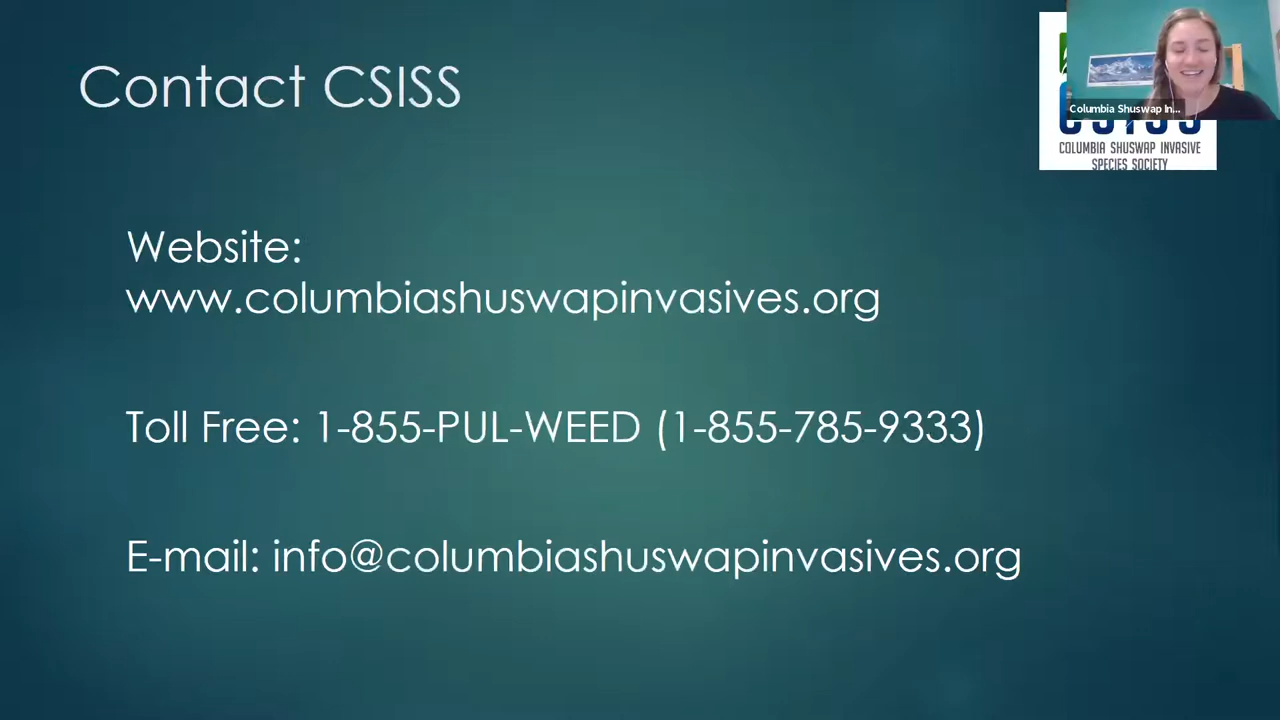 Contact CSISS
Columbia Shuswap In...
COLUMBIA SHUSWAP INVASIVE
SPECIES SOCIETY
Website:
www.columbiashuswapinvasives.org
Toll Free: 1-855-PUL-WEED (1-855-785-9333)
E-mail: info@columbiashuswapinvasives.org